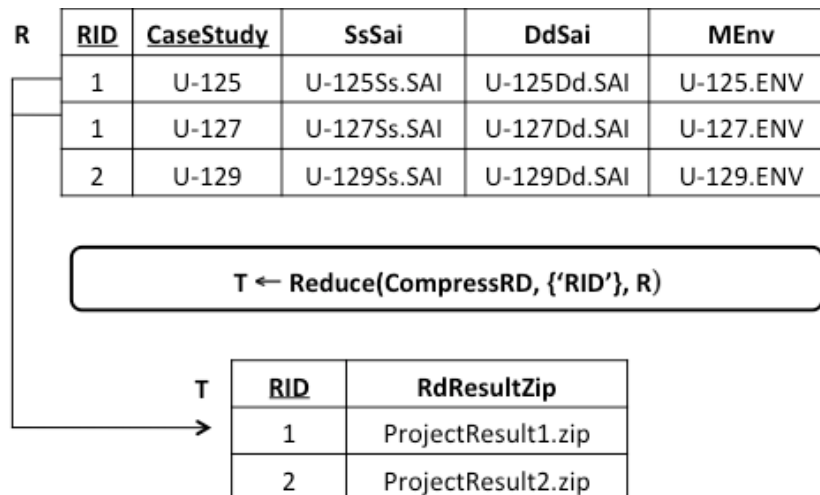 R RID CaseStudy SsSai DdSai MEnv
1 U-125 U-125Ss.SAI U-125Dd.SAI U-125.ENV
1 U-127 U-127Ss.SAI U-127Dd.SAI U-127.ENV
2 U-129 U-129Ss.SAI U-129Dd.SAI U-129.ENV
T ← Reduce(CompressRD, {‘RID’}, R)
T RID RdResultZip
1 ProjectResult1.zip
2 ProjectResult2.zip